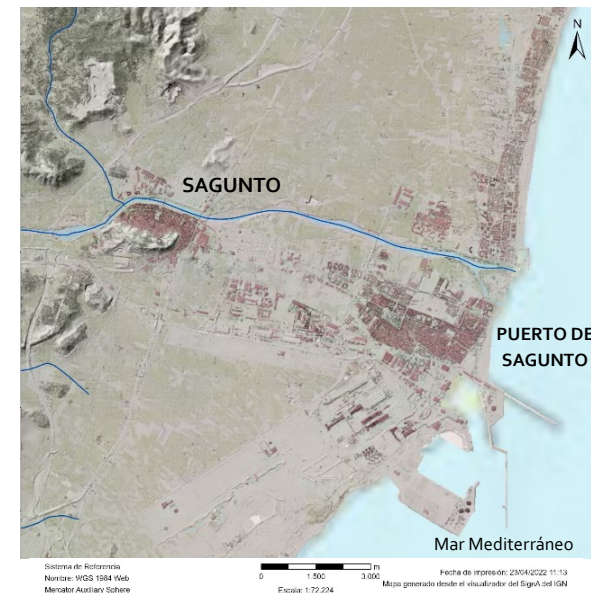 N
SAGUNTO
PUERTO DE
SAGUNTO
Mar Mediterráneo
Sistema de Referencia
Nombre: WGS 1984 Web
Mercator Auxiliary Sphere
m
0 1.500 3.000
Escala: 1:72.224
Fecha de impresión: 23/04/2022 11:13
Mapa generado desde el visualizador del SignA del IGN